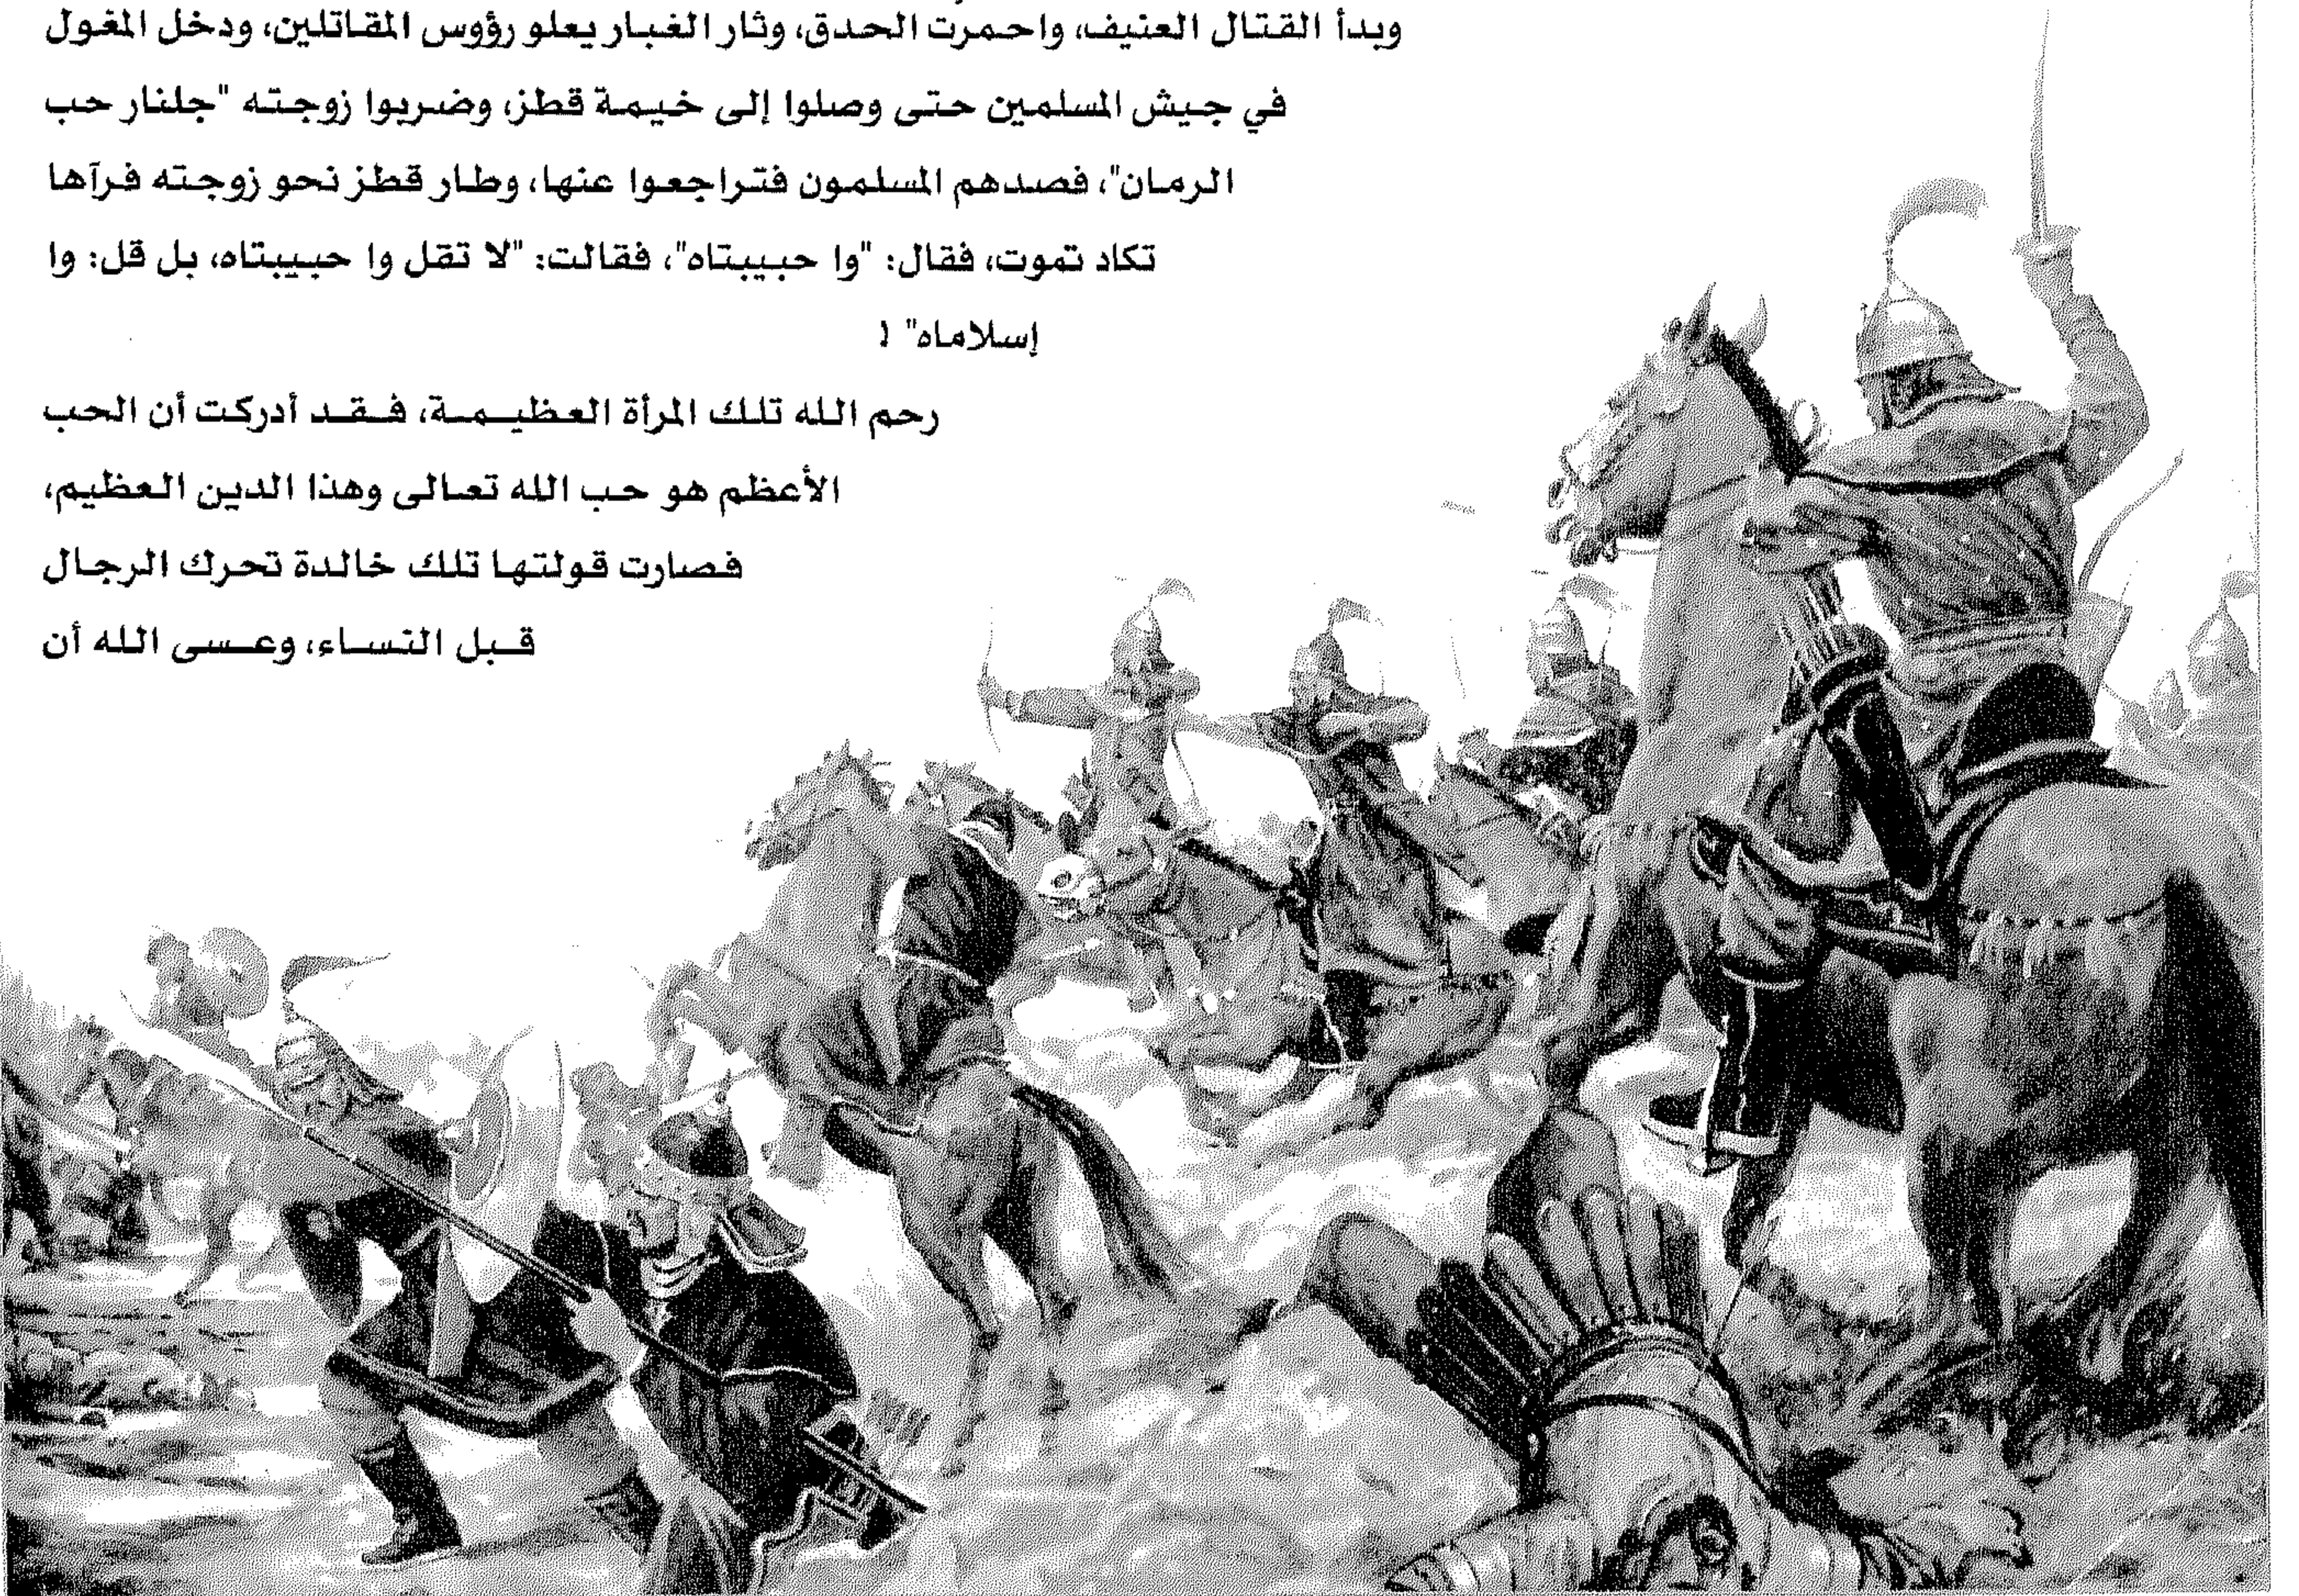 وبدأ القتال العنيف، واحمرت الحدق، وثار الغبار يعلو رؤوس المقاتلين، ودخل المغول
في جيش المسلمين حتى وصلوا إلى خيمة قطز، وضربوا زوجته "جلنار حب
الرمان"، فصدهم المسلمون فتراجعوا عنها، وطار قطز نحو زوجته فرآها
تكاد تموت، فقال: "وا حبيبتاه"، فقالت: "لا تقل وا حبيبتاه، بل قل: وا
إسلاماه" !
رحم الله تلك المرأة العظيمة، فقد أدركت أن الحب
الأعظم هو حب الله تعالى وهذا الدين العظيم،
فصارت قولتها تلك خالدة تحرك الرجال
قبل النساء، وعسى الله أن